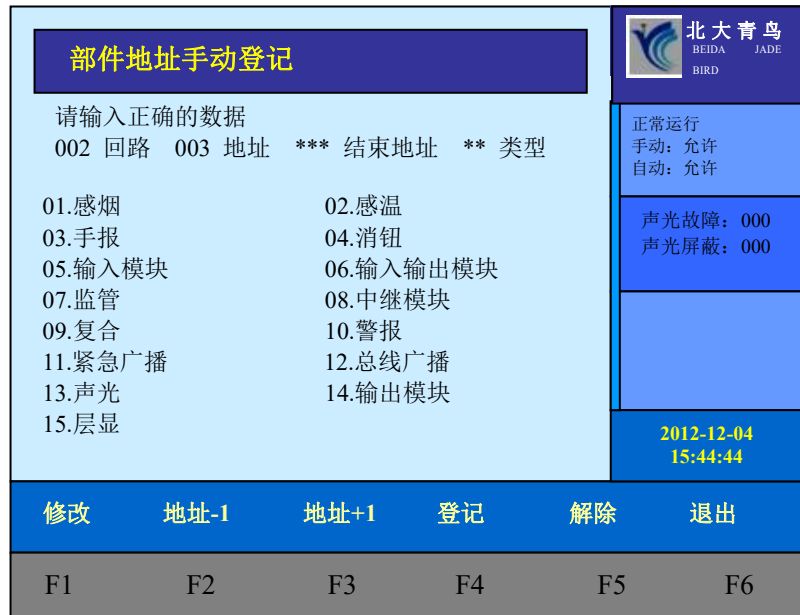 部件地址手动登记
北大青鸟
BEIDA JADE
BIRD
请输入正确的数据
002 回路 003 地址 *** 结束地址 ** 类型
正常运行
手动：允许
自动：允许
01.感烟 02.感温
03.手报 04.消钮
05.输入模块 06.输入输出模块
07.监管 08.中继模块
09.复合 10.警报
11.紧急广播 12.总线广播
13.声光 14.输出模块
15.层显
声光故障：000
声光屏蔽：000
2012-12-04
15:44:44
修改 地址-1 地址+1 登记 解除 退出
F1 F2 F3 F4 F5 F6